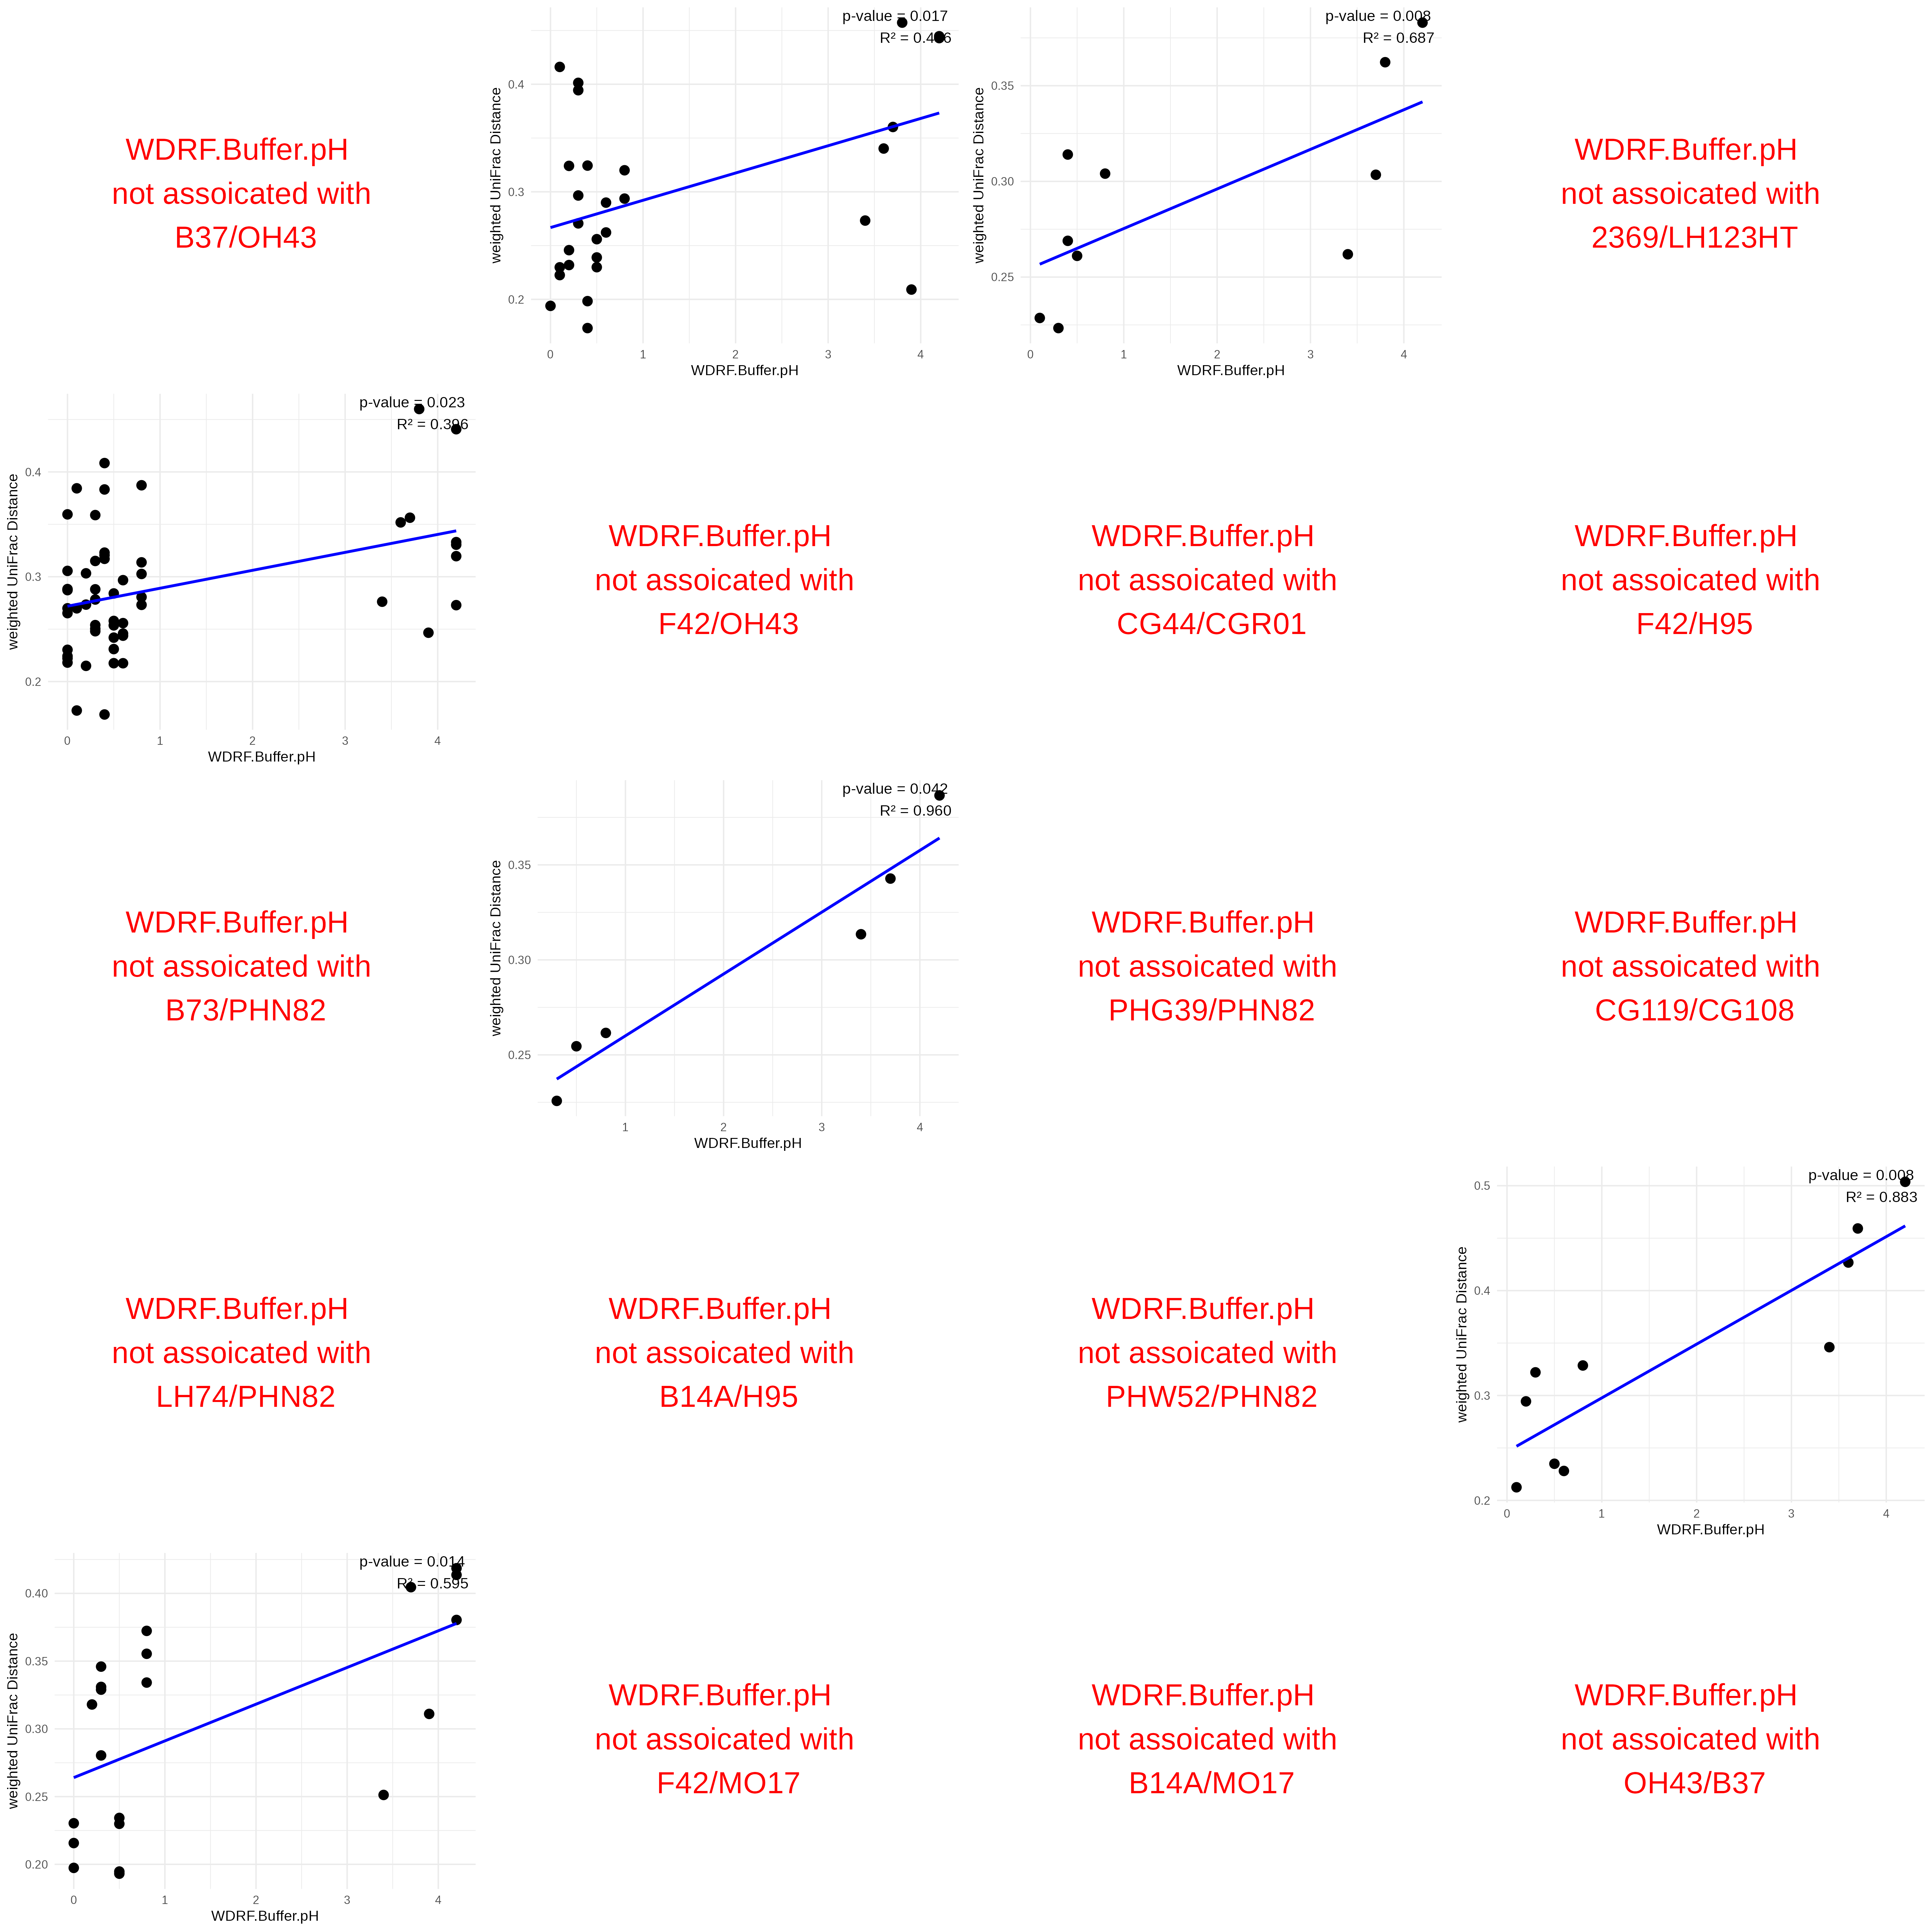 WDRF.Buffer.pH
not assoicated with
B37/OH43
p-value = 0.017
weighted UniFrac Distance
0.4
0.3
0.2
0 1 2 3 4
WDRF.Buffer.pH
p-value = 0.008
R² = 0.687
weighted UniFrac Distance
0.35
0.30
0.25
0 1 2 3 4
WDRF.Buffer.pH
WDRF.Buffer.pH
not assoicated with
2369/LH123HT
p-value = 0.023
R² = 0.396
weighted UniFrac Distance
0.4
0.3
0.2
0 1 2 3 4
WDRF.Buffer.pH
WDRF.Buffer.pH
not assoicated with
F42/OH43
WDRF.Buffer.pH
not assoicated with
CG44/CGR01
WDRF.Buffer.pH
not assoicated with
F42/H95
WDRF.Buffer.pH
not assoicated with
B73/PHN82
p-value = 0.042
R² = 0.960
weighted UniFrac Distance
0.35
0.30
0.25
1 2 3 4
WDRF.Buffer.pH
WDRF.Buffer.pH
not assoicated with
PHG39/PHN82
WDRF.Buffer.pH
not assoicated with
CG119/CG108
WDRF.Buffer.pH
not assoicated with
LH74/PHN82
WDRF.Buffer.pH
not assoicated with
B14A/H95
WDRF.Buffer.pH
not assoicated with
PHW52/PHN82
p-value = 0.008
R² = 0.883
weighted UniFrac Distance
0.5
0.4
0.3
0.2
0 1 2 3 4
WDRF.Buffer.pH
p-value = 0.014
R² = 0.595
weighted UniFrac Distance
0.40
0.35
0.30
0.25
0.20
0 1 2 3 4
WDRF.Buffer.pH
WDRF.Buffer.pH
not assoicated with
F42/MO17
WDRF.Buffer.pH
not assoicated with
B14A/MO17
WDRF.Buffer.pH
not assoicated with
OH43/B37